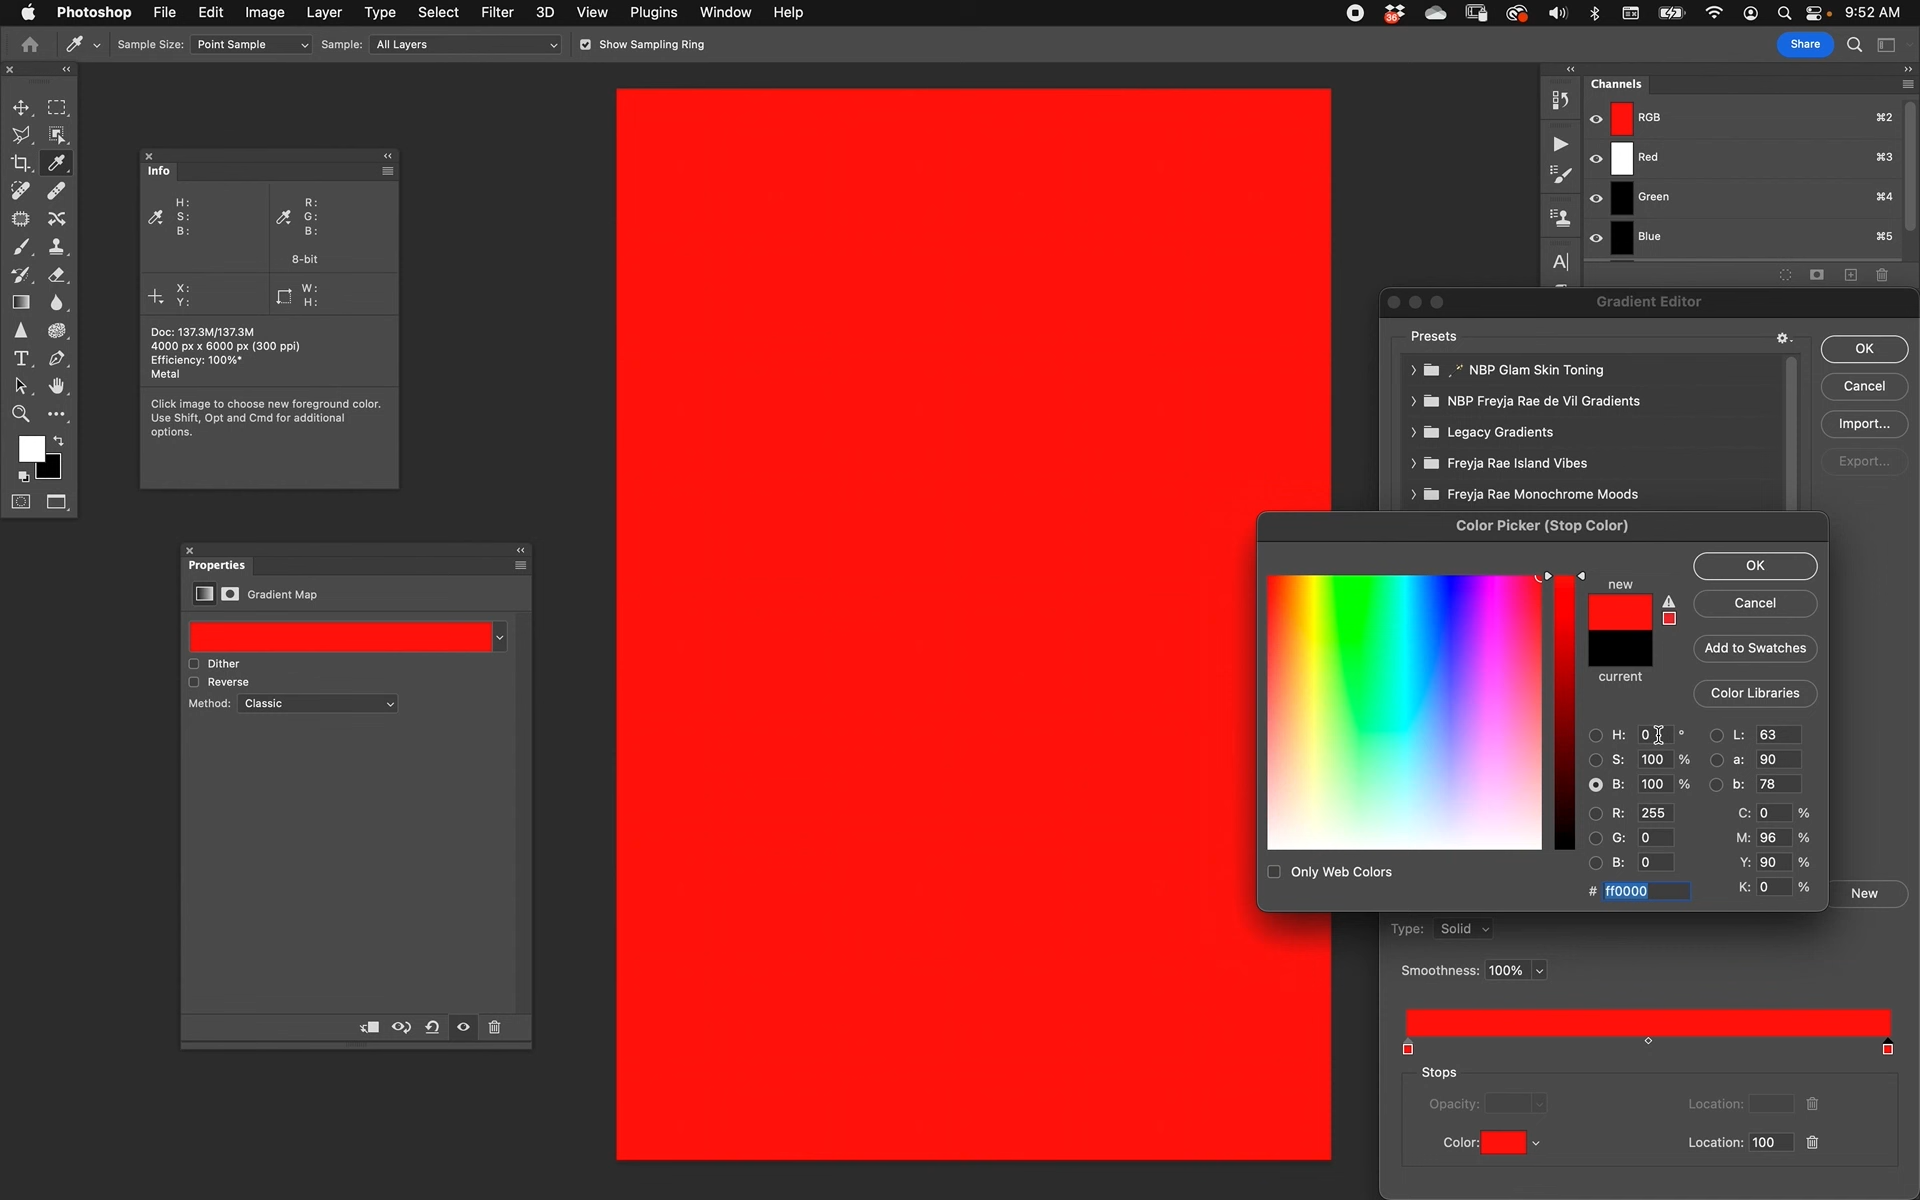 Photoshop File Edit Image Layer Type Select Filter 3D View Plugins Window Help 36 9:52 AM
Sample Size: Point Sample Sample: All Layers Show Sampling Ring Share
Channels
RGB ⌘2
Red ⌘3
Green ⌘4
Blue ⌘5
Info
H: R:
S: G:
B: B:
8-bit
X: W:
Y: H:
Doc: 137.3M/137.3M
4000 px x 6000 px (300 ppi)
Efficiency: 100%*
Metal
Click image to choose new foreground color.
Use Shift, Opt and Cmd for additional
options.
Properties
Gradient Map
Dither
Reverse
Method: Classic
Gradient Editor
Presets
NBP Glam Skin Toning
NBP Freyja Rae de Vil Gradients
Legacy Gradients
Freyja Rae Island Vibes
Freyja Rae Monochrome Moods
OK
Cancel
Import...
Export...
Color Picker (Stop Color)
new
current
OK
Cancel
Add to Swatches
Color Libraries
H: 0 ° L: 63
S: 100 % a: 90
B: 100 % b: 78
R: 255 C: 0 %
G: 0 M: 96 %
B: 0 Y: 90 %
# ff0000 K: 0 %
Only Web Colors
New
Type: Solid
Smoothness: 100%
Stops
Opacity: Location:
Color: Location: 100